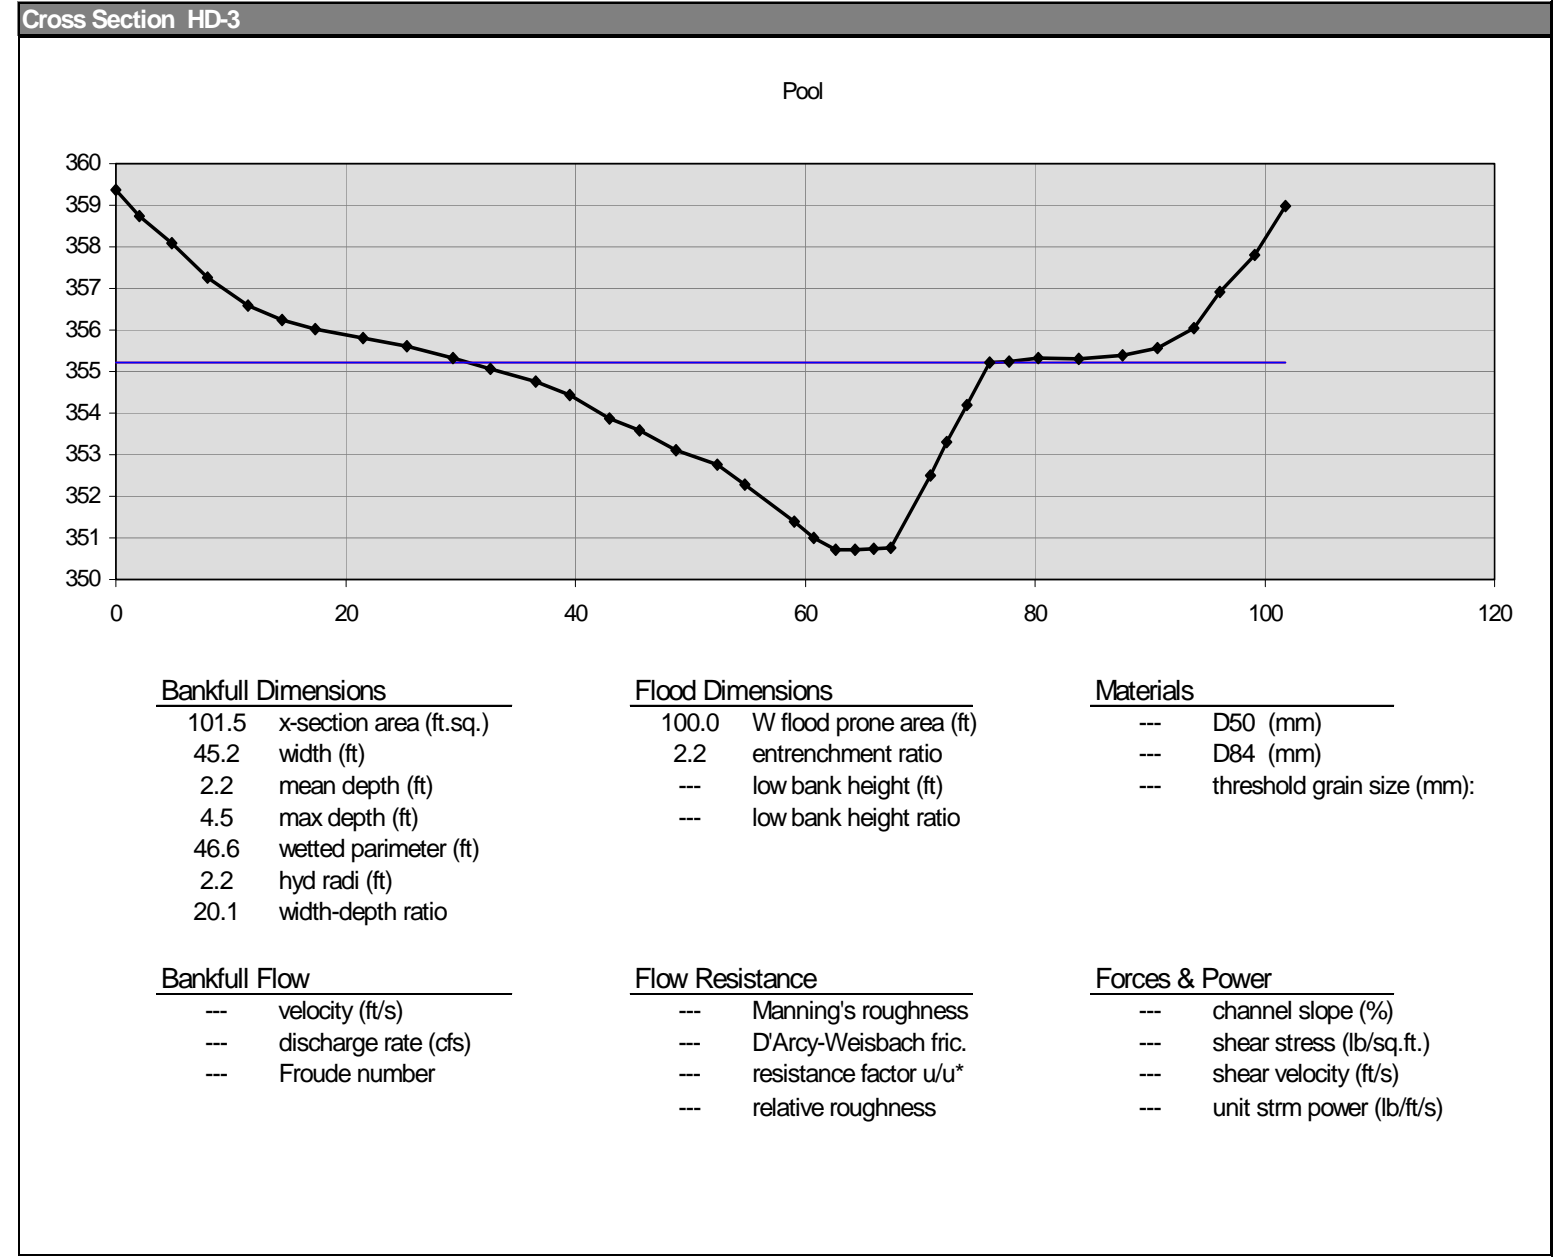 Cross Section HD-3
Pool
360
359
358
357
356
355
354
353
352
351
350
0 20 40 60 80 100 120
Bankfull Dimensions
101.5 x-section area (ft.sq.)
45.2 width (ft)
2.2 mean depth (ft)
4.5 max depth (ft)
46.6 wetted parimeter (ft)
2.2 hyd radi (ft)
20.1 width-depth ratio
Flood Dimensions
100.0 W flood prone area (ft)
2.2 entrenchment ratio
--- low bank height (ft)
--- low bank height ratio
Materials
--- D50 (mm)
--- D84 (mm)
--- threshold grain size (mm):
Bankfull Flow
--- velocity (ft/s)
--- discharge rate (cfs)
--- Froude number
Flow Resistance
--- Manning's roughness
--- D'Arcy-Weisbach fric.
--- resistance factor u/u*
--- relative roughness
Forces & Power
--- channel slope (%)
--- shear stress (lb/sq.ft.)
--- shear velocity (ft/s)
--- unit strm power (lb/ft/s)